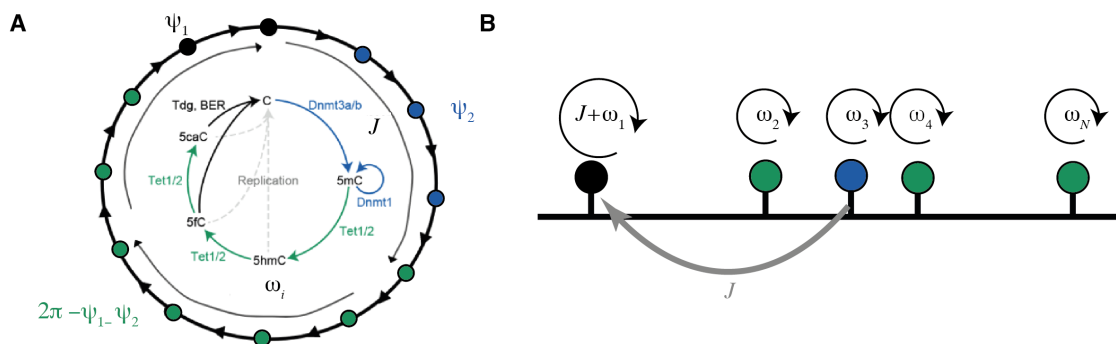 A
ψ1
Tdg, BER
C
Dnmt3a/b
J
ψ2
5caC
Tet1/2
Replication
5mC
Dnmt1
5fC
Tet1/2
Tet1/2
5hmC
ωi
2π −ψ1− ψ2
B
J+ω1
ω2
ω3
ω4
ωN
J